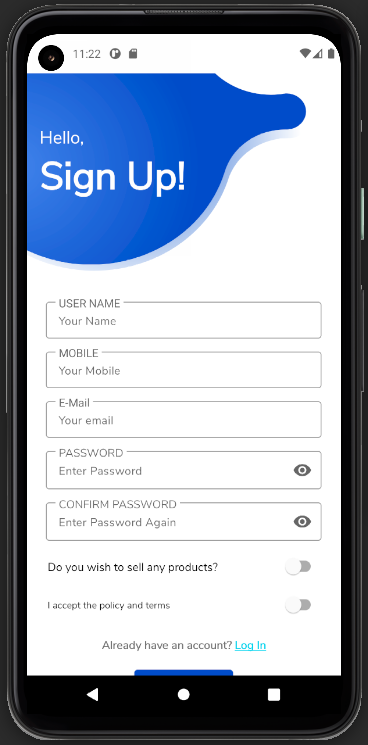 11:22
Hello,
Sign Up!
USER NAME
Your Name
MOBILE
Your Mobile
E-Mail
Your email
PASSWORD
Enter Password
CONFIRM PASSWORD
Enter Password Again
Do you wish to sell any products?
I accept the policy and terms
Already have an account? Log In